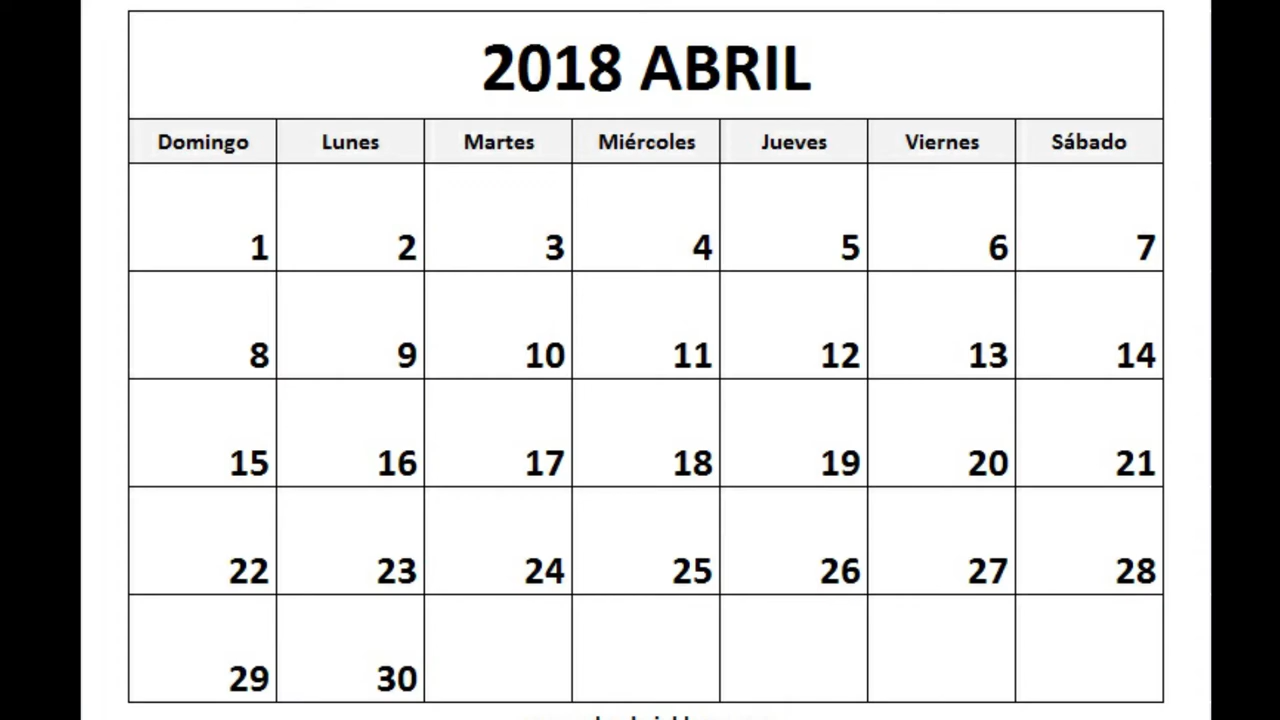 2018 ABRIL
Domingo Lunes Martes Miércoles Jueves Viernes Sábado
1 2 3 4 5 6 7
8 9 10 11 12 13 14
15 16 17 18 19 20 21
22 23 24 25 26 27 28
29 30